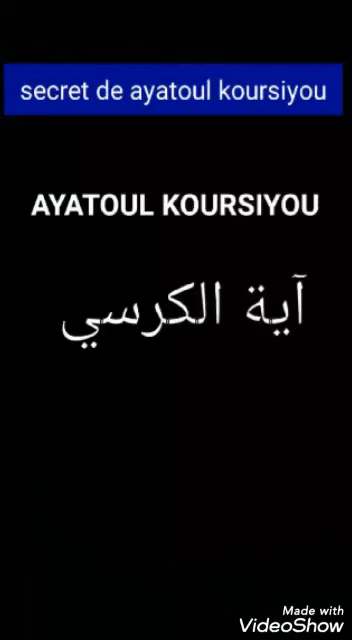 secret de ayatoul koursiyou
AYATOUL KOURSIYOU
آية الكرسي
Made with
VideoShow